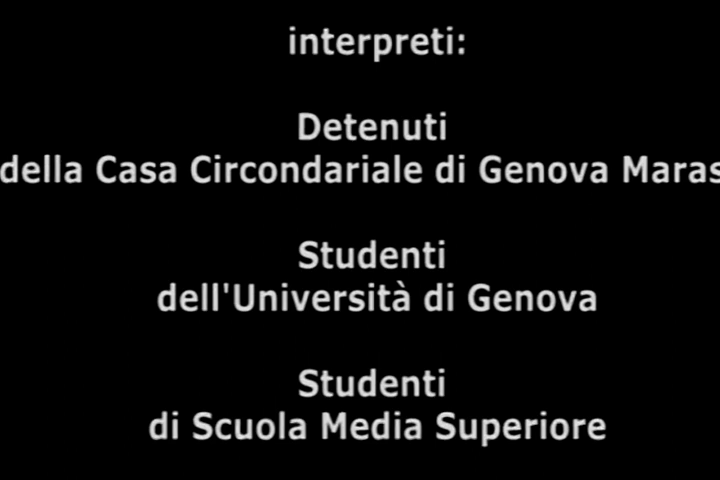 interpreti:
Detenuti
della Casa Circondariale di Genova Maras
Studenti
dell'Università di Genova
Studenti
di Scuola Media Superiore